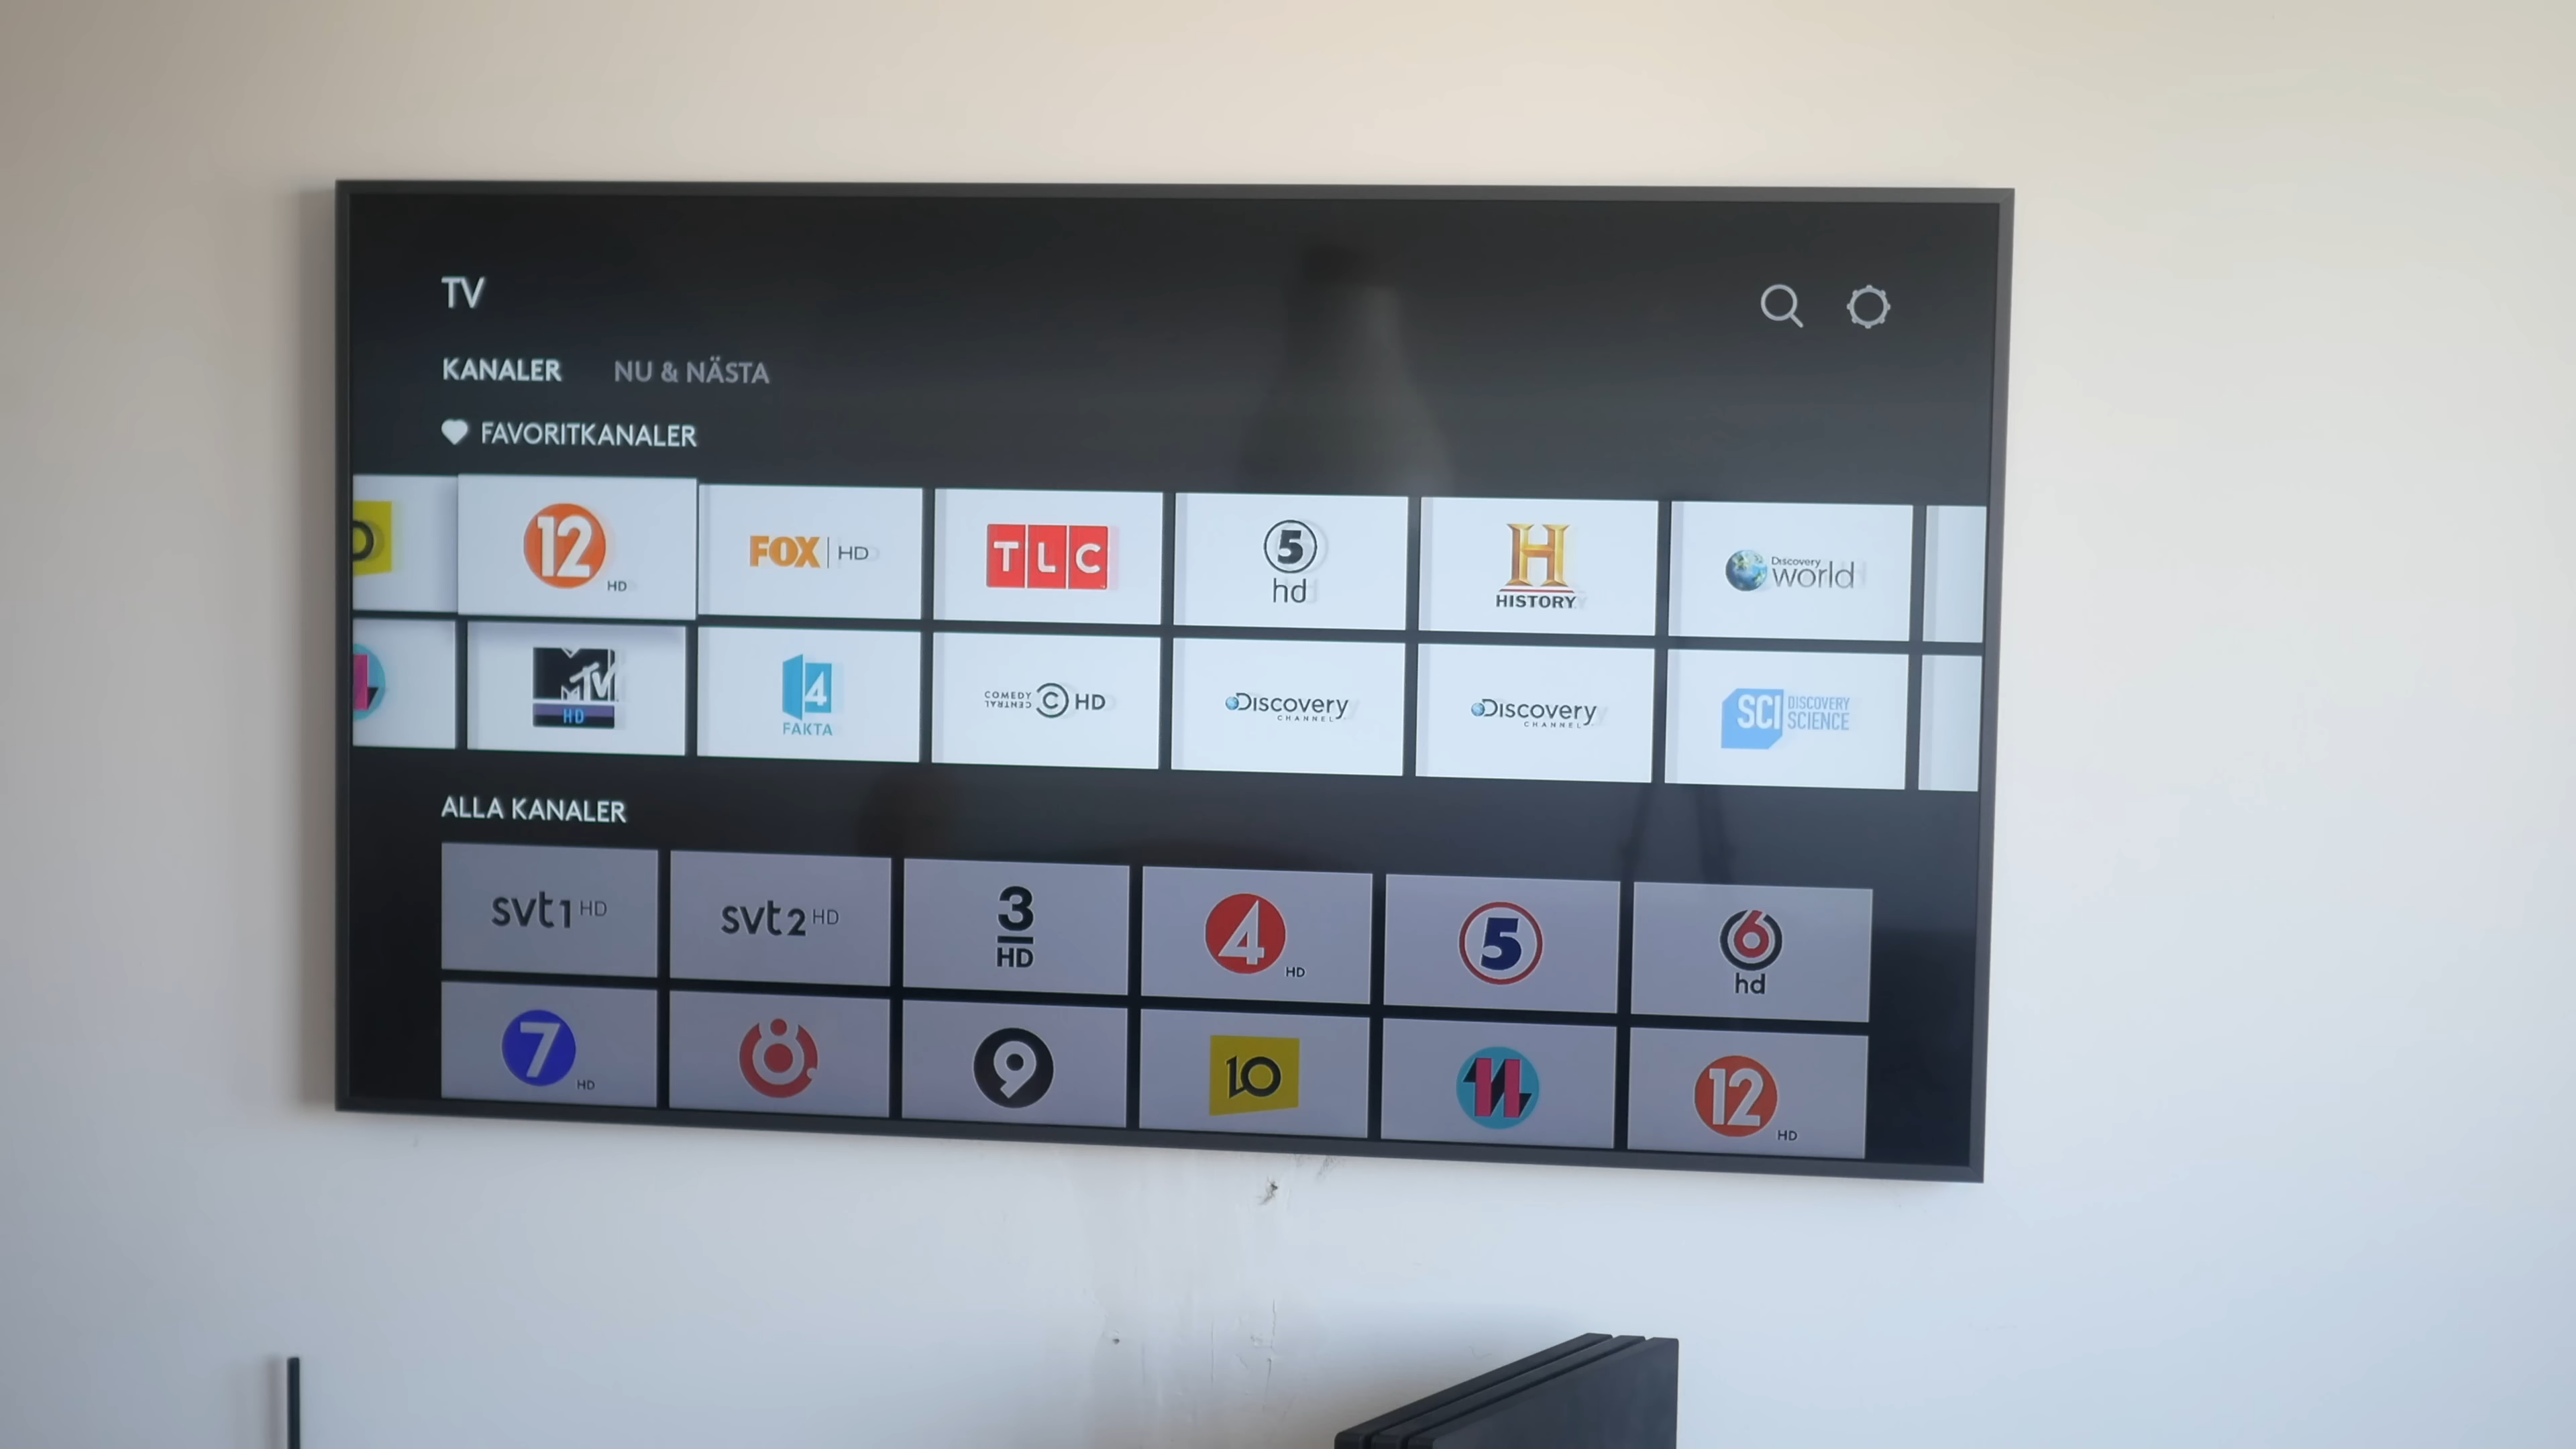 TV
KANALER NU & NÄSTA
FAVORITKANALER
12 HD FOX HD TLC 5 hd H HISTORY Discovery world
MTV HD 4 FAKTA COMEDY CENTRAL C HD Discovery CHANNEL Discovery CHANNEL SCI DISCOVERY SCIENCE
ALLA KANALER
svt1 HD svt2 HD 3 HD 4 HD 5 6 hd
7 HD 8 9 10 11 12 HD